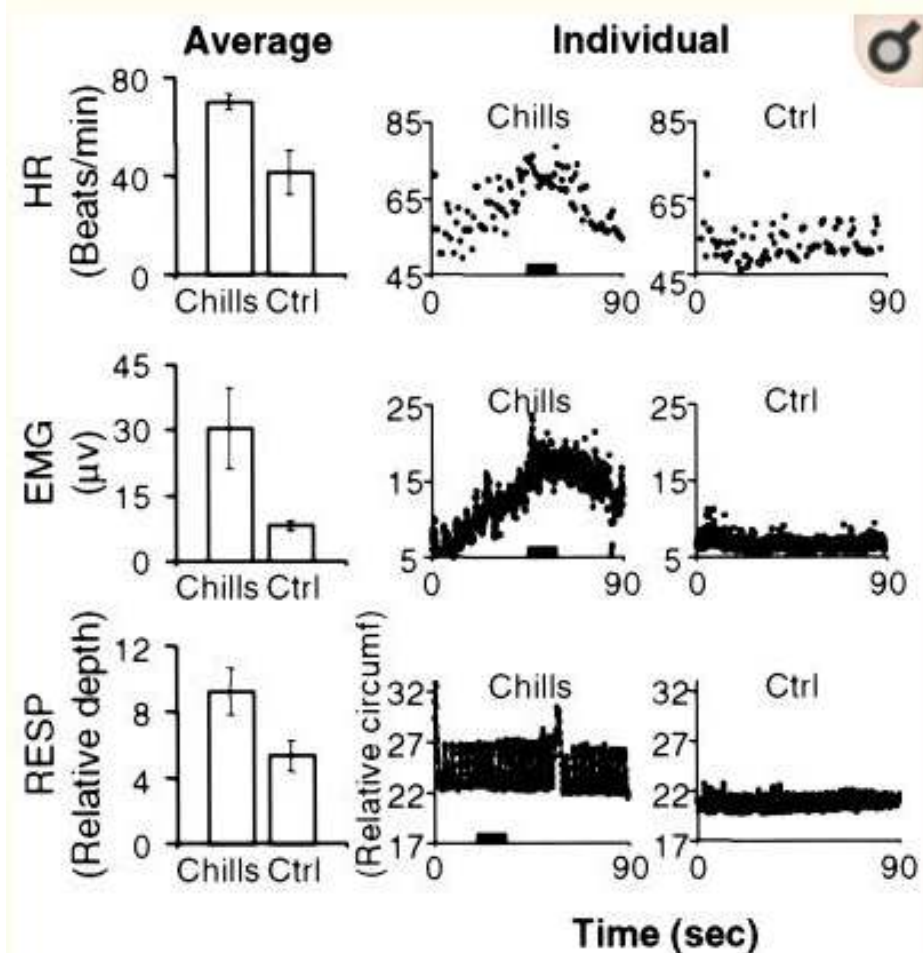 Average Individual
HR
(Beats/min)
80
40
0
Chills Ctrl
Chills
85
65
45
0 90
Ctrl
85
65
45
0 90
EMG
(μv)
45
30
15
0
Chills Ctrl
Chills
25
15
5
0 90
Ctrl
25
15
5
0 90
RESP
(Relative depth)
12
8
4
0
Chills Ctrl
(Relative circumf)
Chills
32
27
22
17
0 90
Ctrl
32
27
22
17
0 90
Time (sec)